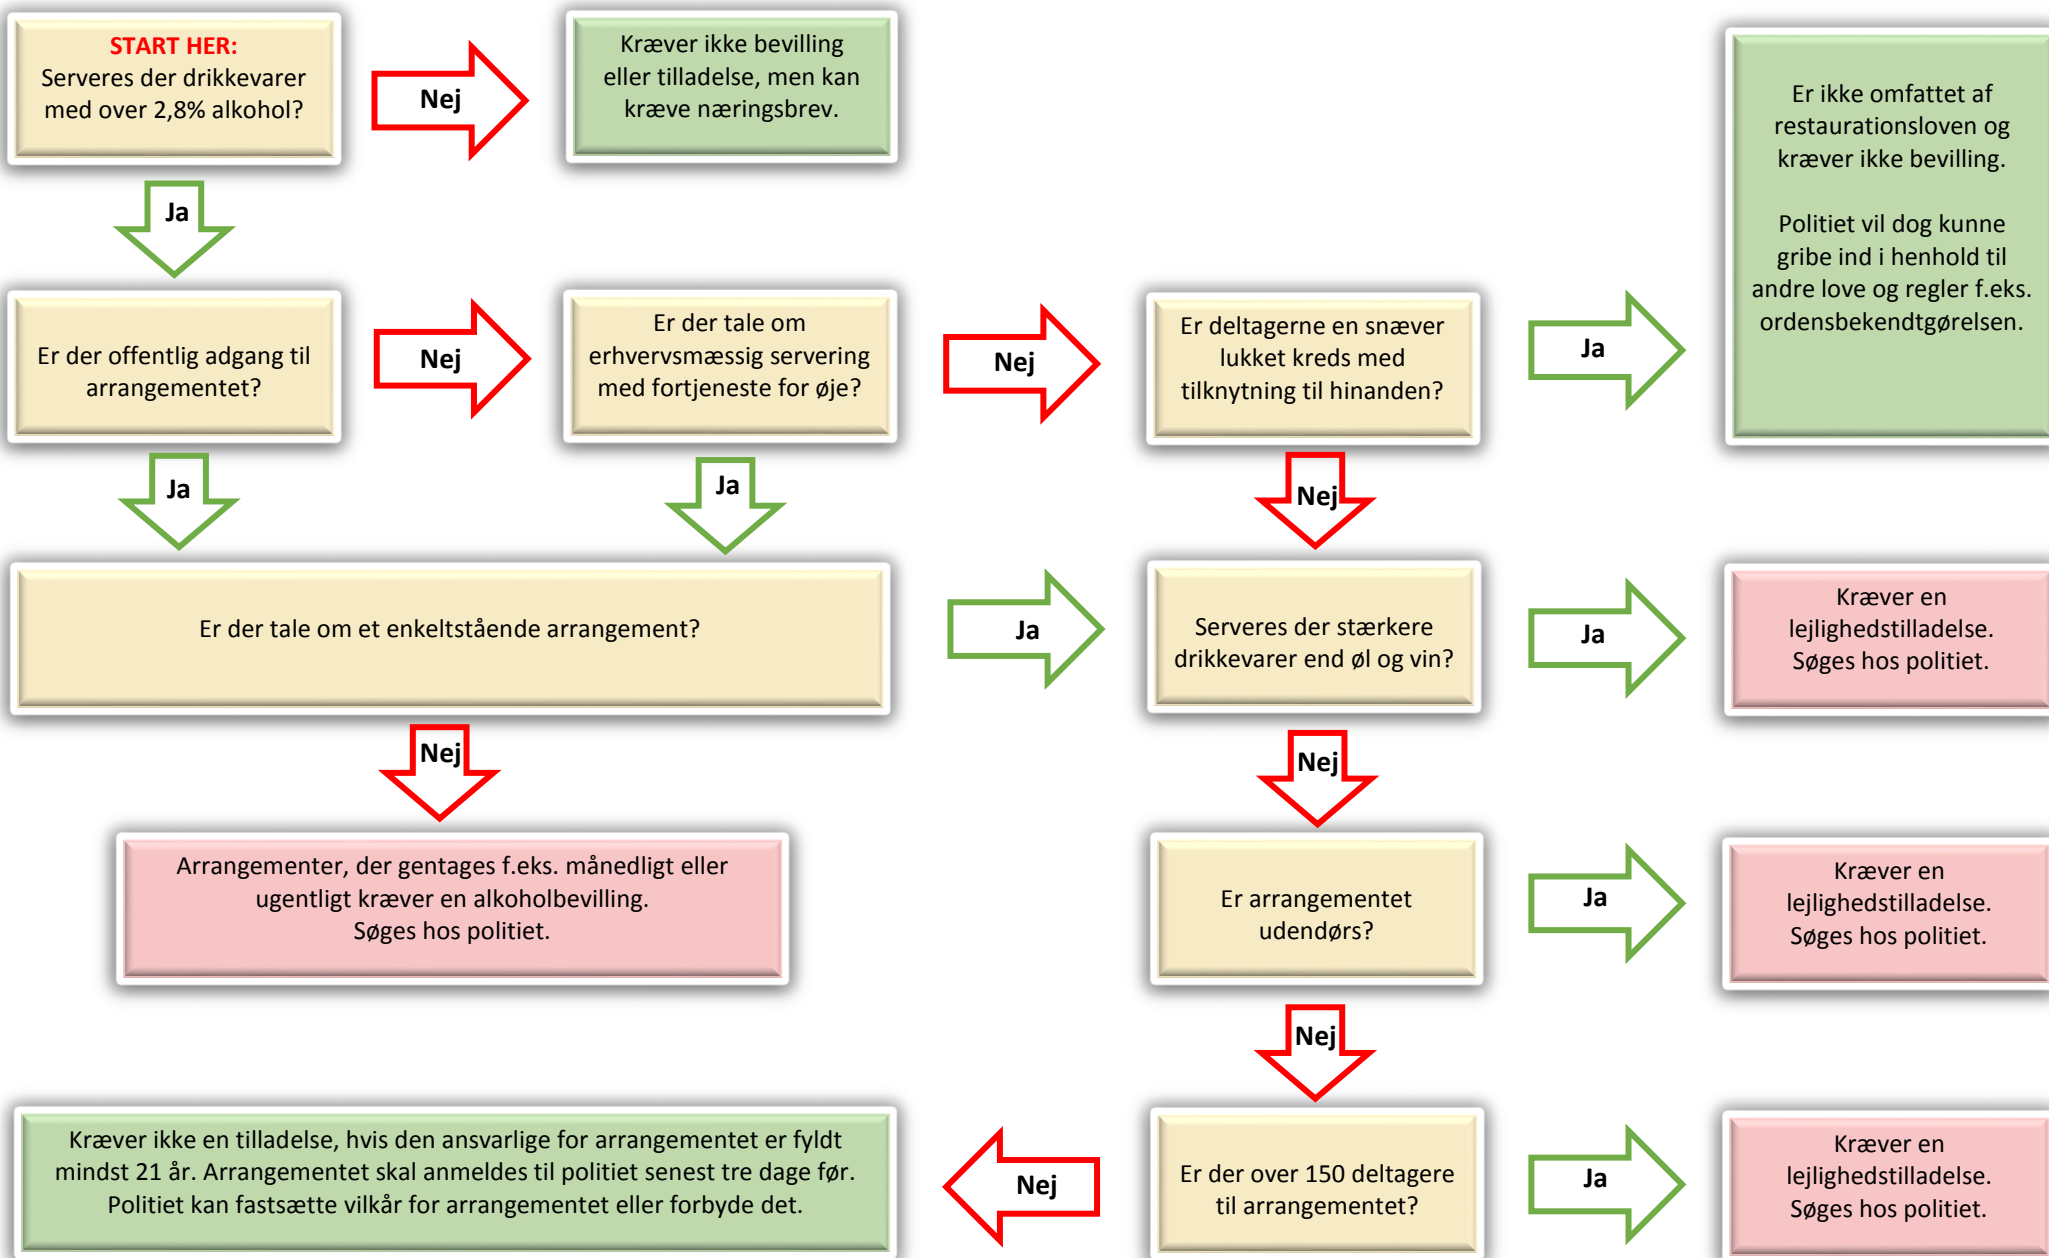 START HER:
Serveres der drikkevarer
med over 2,8% alkohol?
Nej
Kræver ikke bevilling
eller tilladelse, men kan
kræve næringsbrev.
Er ikke omfattet af
restaurationsloven og
kræver ikke bevilling.
Politiet vil dog kunne
gribe ind i henhold til
andre love og regler f.eks.
ordensbekendtgørelsen.
Ja
Er der offentlig adgang til
arrangementet?
Nej
Er der tale om
erhvervsmæssig servering
med fortjeneste for øje?
Nej
Er deltagerne en snæver
lukket kreds med
tilknytning til hinanden?
Ja
Ja
Ja
Nej
Er der tale om et enkeltstående arrangement?
Ja
Serveres der stærkere
drikkevarer end øl og vin?
Ja
Kræver en
lejlighedstilladelse.
Søges hos politiet.
Nej
Nej
Arrangementer, der gentages f.eks. månedligt eller
ugentligt kræver en alkoholbevilling.
Søges hos politiet.
Er arrangementet
udendørs?
Ja
Kræver en
lejlighedstilladelse.
Søges hos politiet.
Nej
Kræver ikke en tilladelse, hvis den ansvarlige for arrangementet er fyldt
mindst 21 år. Arrangementet skal anmeldes til politiet senest tre dage før.
Politiet kan fastsætte vilkår for arrangementet eller forbyde det.
Nej
Er der over 150 deltagere
til arrangementet?
Ja
Kræver en
lejlighedstilladelse.
Søges hos politiet.